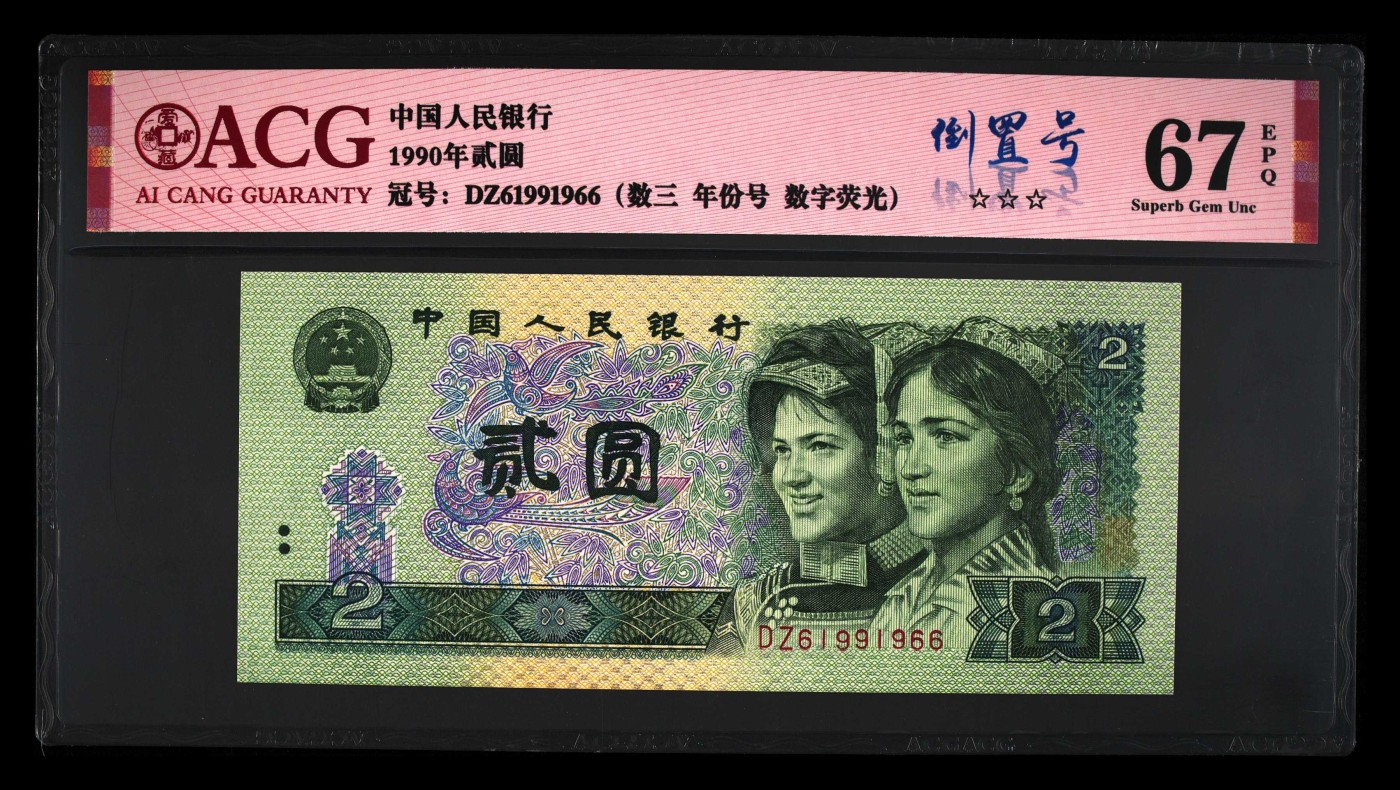 ACG
AI CANG GUARANTY
中国人民银行
1990年贰圆
冠号：DZ61991966（数三 年份号 数字荧光）
倒置号
☆☆☆
67
EPQ
Superb Gem Unc
中国人民银行
2
贰圆
2
DZ61991966
2